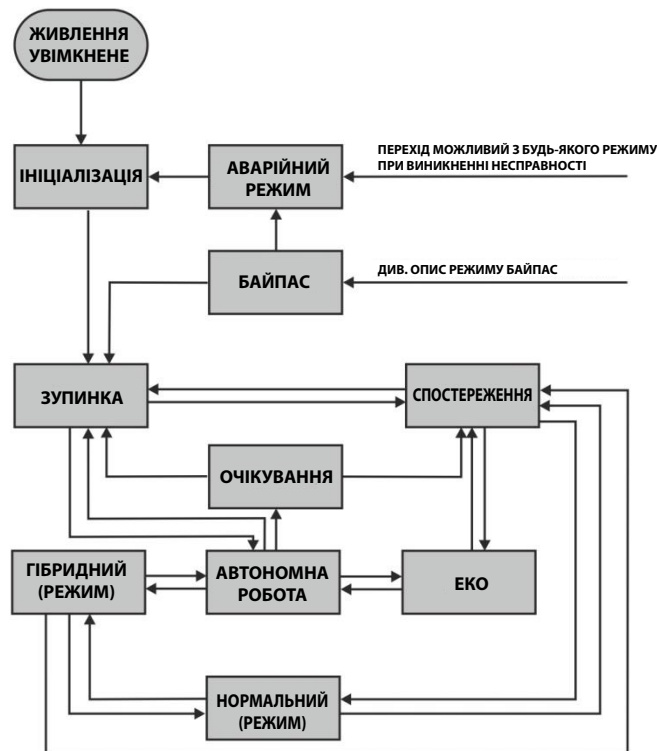 ЖИВЛЕННЯ
УВІМКНЕНЕ
ІНІЦІАЛІЗАЦІЯ
АВАРІЙНИЙ
РЕЖИМ
ПЕРЕХІД МОЖЛИВИЙ З БУДЬ-ЯКОГО РЕЖИМУ
ПРИ ВИНИКНЕННІ НЕСПРАВНОСТІ
БАЙПАС
ДИВ. ОПИС РЕЖИМУ БАЙПАС
ЗУПИНКА
СПОСТЕРЕЖЕННЯ
ОЧІКУВАННЯ
ГІБРИДНИЙ
(РЕЖИМ)
АВТОНОМНА
РОБОТА
ЕКО
НОРМАЛЬНИЙ
(РЕЖИМ)